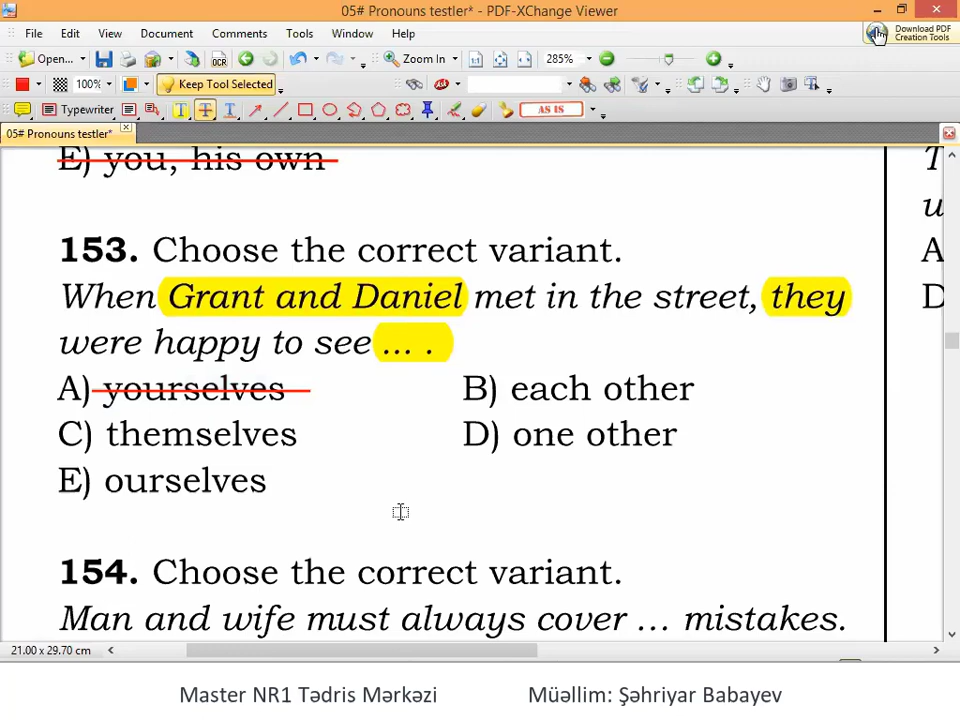 05# Pronouns testler* - PDF-XChange Viewer
File Edit View Document Comments Tools Window Help
Download PDF
Creation Tools
Open... OCR Zoom In 285%
100% Keep Tool Selected
Typewriter AS IS
05# Pronouns testler*
E) you, his own
153. Choose the correct variant.
When Grant and Daniel met in the street, they
were happy to see ... .
A) yourselves B) each other
C) themselves D) one other
E) ourselves
154. Choose the correct variant.
Man and wife must always cover ... mistakes.
T
u
A
D
21.00 x 29.70 cm
Master NR1 Tədris Mərkəzi Müəllim: Şəhriyar Babayev